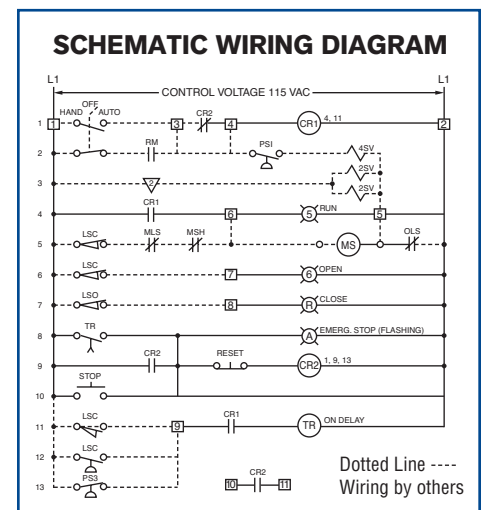 SCHEMATIC WIRING DIAGRAM
L1 L1
CONTROL VOLTAGE 115 VAC
OFF
HAND AUTO CR2 4, 11
1 1 3 4 CR1 2
2 RM PSI 4SV
2SV
3 2 2SV
CR1
4 6 5 RUN 5
LSC MLS MSH OLS
5 MS
LSC
6 7 6 OPEN
LSO
7 8 R CLOSE
TR
8 A EMERG. STOP (FLASHING)
CR2 RESET
9 CR2 1, 9, 13
STOP
10
LSC CR1
11 9 TR ON DELAY
LSC
12
PS3 CR2
13 10 11
Dotted Line ----
Wiring by others